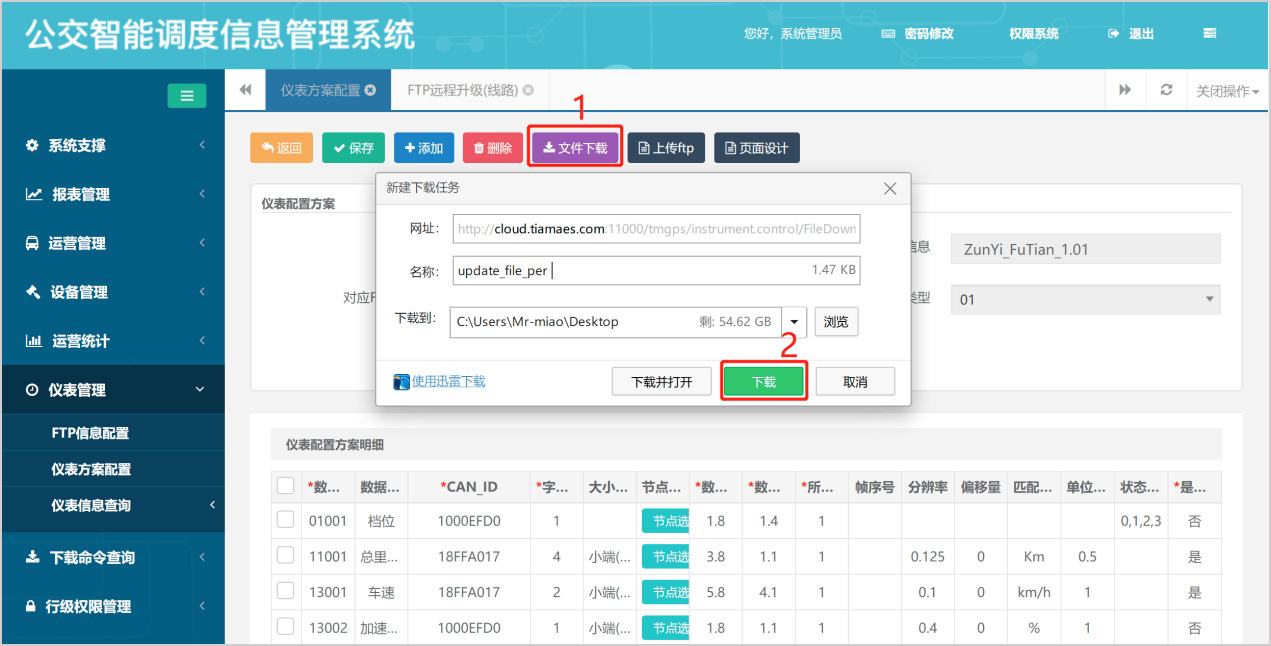 公交智能调度信息管理系统
您好，系统管理员 密码修改 权限系统 退出
仪表方案配置 FTP远程升级(线路) 关闭操作
1
返回 保存 添加 删除 文件下载 上传ftp 页面设计
系统支撑
报表管理
运营管理
设备管理
运营统计
仪表管理
FTP信息配置
仪表方案配置
仪表信息查询
下载命令查询
行级权限管理
仪表配置方案
信息 ZunYi_FuTian_1.01
对应F
类型 01
新建下载任务
网址： http://cloud.tiamaes.com:11000/tmgps/instrument.control/FileDown
名称： update_file_per 1.47 KB
下载到： C:\Users\Mr-miao\Desktop 剩: 54.62 GB 浏览
2
使用迅雷下载 下载并打开 下载 取消
仪表配置方案明细
*数... 数据... *CAN_ID *字... 大小... 节点... *数... *数... *所... 帧序号 分辨率 偏移量 匹配... 单位... 状态... *是...
01001 档位 1000EFD0 1 节点选 1.8 1.4 1 0,1,2,3 否
11001 总里... 18FFA017 4 小端(... 节点选 3.8 1.1 1 0.125 0 Km 0.5 是
13001 车速 18FFA017 2 小端(... 节点选 5.8 4.1 1 0.1 0 km/h 1 是
13002 加速... 1000EFD0 1 小端(... 节点选 1.8 1.1 1 0.4 0 % 1 否